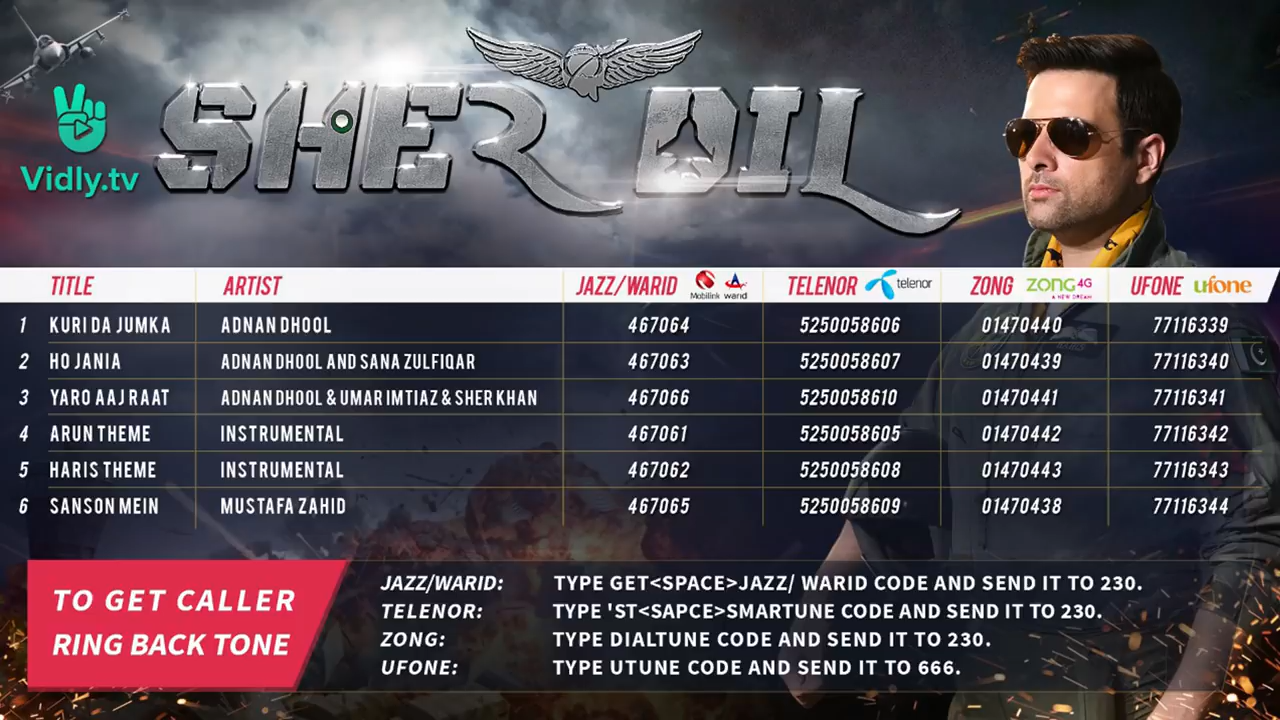 SHER DIL
Vidly.tv
TITLE ARTIST JAZZ/WARID Mobilink warid TELENOR telenor ZONG ZONG 4G A NEW DREAM UFONE ufone
1 KURI DA JUMKA ADNAN DHOOL 467064 5250058606 01470440 77116339
2 HO JANIA ADNAN DHOOL AND SANA ZULFIQAR 467063 5250058607 01470439 77116340
3 YARO AAJ RAAT ADNAN DHOOL & UMAR IMTIAZ & SHER KHAN 467066 5250058610 01470441 77116341
4 ARUN THEME INSTRUMENTAL 467061 5250058605 01470442 77116342
5 HARIS THEME INSTRUMENTAL 467062 5250058608 01470443 77116343
6 SANSON MEIN MUSTAFA ZAHID 467065 5250058609 01470438 77116344
TO GET CALLER
RING BACK TONE
JAZZ/WARID: TYPE GET<SPACE>JAZZ/ WARID CODE AND SEND IT TO 230.
TELENOR: TYPE 'ST<SAPCE>SMARTUNE CODE AND SEND IT TO 230.
ZONG: TYPE DIALTUNE CODE AND SEND IT TO 230.
UFONE: TYPE UTUNE CODE AND SEND IT TO 666.